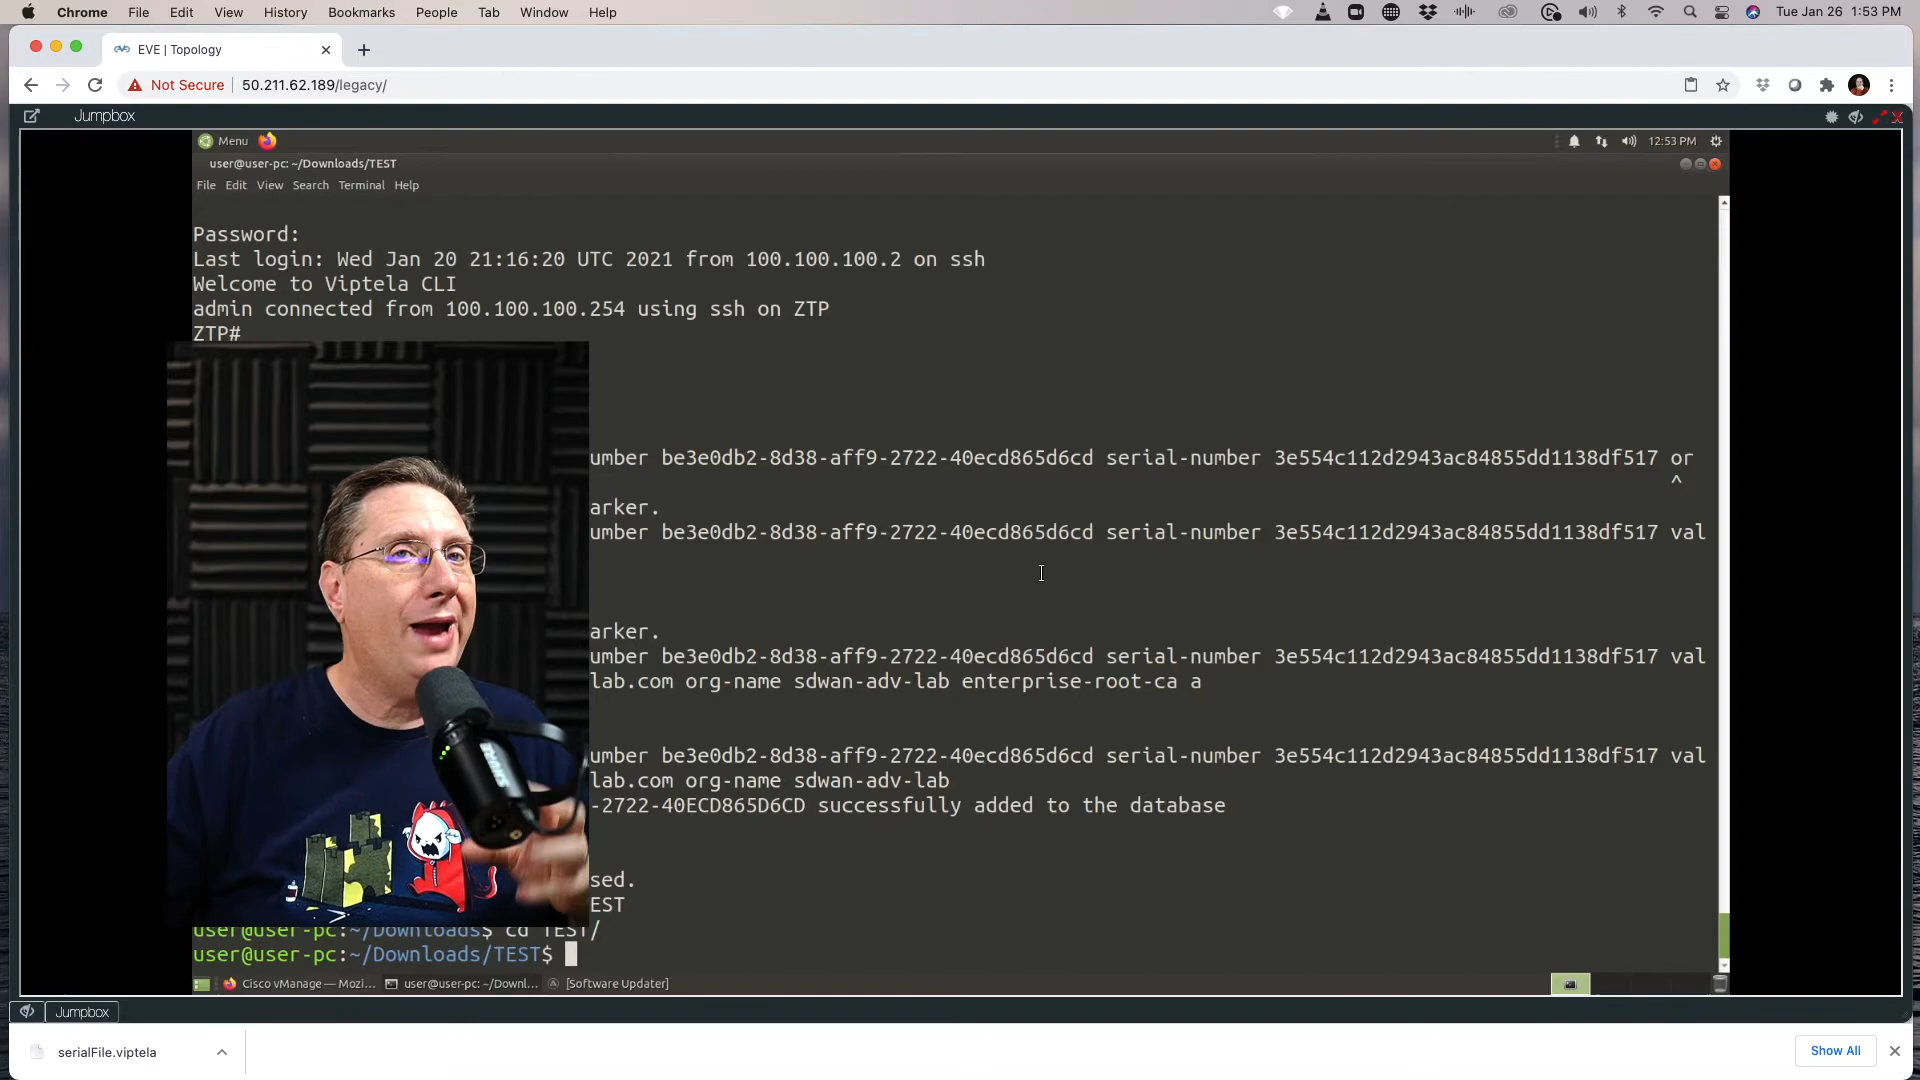 Chrome File Edit View History Bookmarks People Tab Window Help Tue Jan 26 1:53 PM
EVE | Topology
Not Secure 50.211.62.189/legacy/
Jumpbox
Menu 12:53 PM
user@user-pc: ~/Downloads/TEST
File Edit View Search Terminal Help
Password:
Last login: Wed Jan 20 21:16:20 UTC 2021 from 100.100.100.2 on ssh
Welcome to Viptela CLI
admin connected from 100.100.100.254 using ssh on ZTP
ZTP#
umber be3e0db2-8d38-aff9-2722-40ecd865d6cd serial-number 3e554c112d2943ac84855dd1138df517 or
^
arker.
umber be3e0db2-8d38-aff9-2722-40ecd865d6cd serial-number 3e554c112d2943ac84855dd1138df517 val
arker.
umber be3e0db2-8d38-aff9-2722-40ecd865d6cd serial-number 3e554c112d2943ac84855dd1138df517 val
lab.com org-name sdwan-adv-lab enterprise-root-ca a
umber be3e0db2-8d38-aff9-2722-40ecd865d6cd serial-number 3e554c112d2943ac84855dd1138df517 val
lab.com org-name sdwan-adv-lab
-2722-40ECD865D6CD successfully added to the database
sed.
EST
user@user-pc:~/Downloads$ cd TEST/
user@user-pc:~/Downloads/TEST$
Cisco vManage — Mozi... user@user-pc: ~/Downl... [Software Updater]
Jumpbox
serialFile.viptela Show All